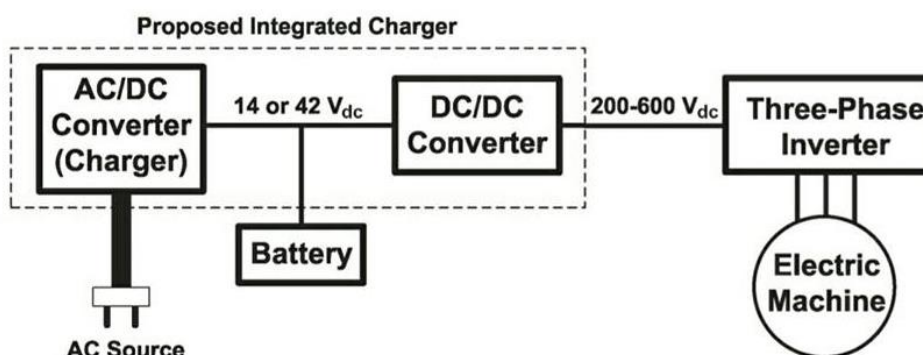 Proposed Integrated Charger
AC/DC
Converter
(Charger)
14 or 42 Vdc
DC/DC
Converter
200-600 Vdc
Three-Phase
Inverter
Battery
Electric
Machine
AC Source